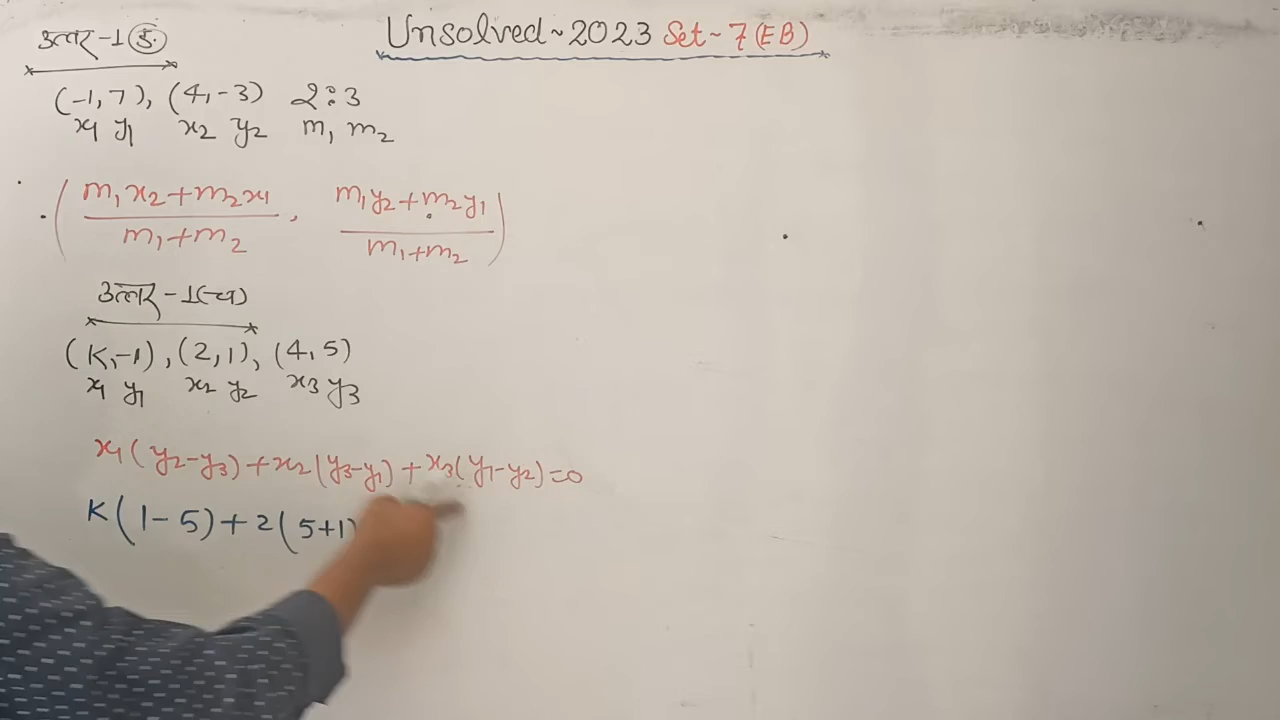 Unsolved~2023 Set~7(EB)
उत्तर-1 (ङ)
(-1, 7), (4, -3) 2:3
x1 y1 x2 y2 m1 m2
( m1x2+m2x1 / m1+m2 , m1y2+m2y1 / m1+m2 )
उत्तर-1(च)
(K,-1), (2,1), (4,5)
x1 y1 x2 y2 x3 y3
x1(y2-y3)+x2(y3-y1)+x3(y1-y2)=0
K(1-5)+2(5+1)